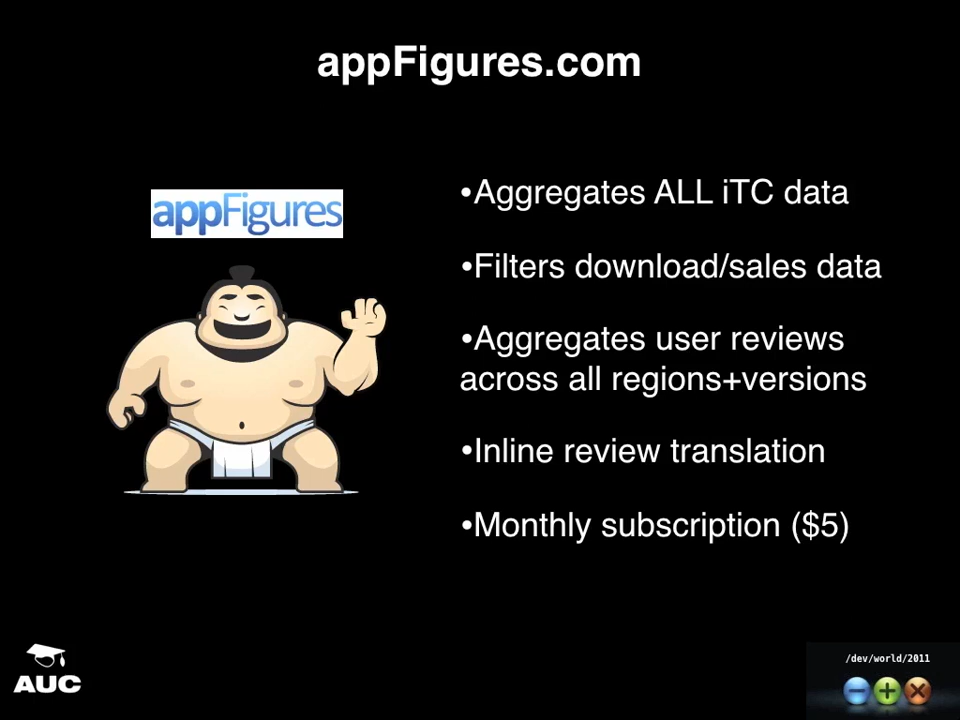 appFigures.com
appFigures
•Aggregates ALL iTC data
•Filters download/sales data
•Aggregates user reviews
across all regions+versions
•Inline review translation
•Monthly subscription ($5)
AUC
/dev/world/2011